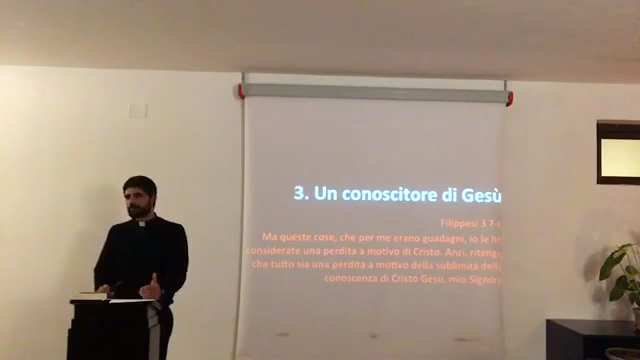 3. Un conoscitore di Gesù
Filippesi 3 7-
Ma queste cose, che per me erano guadagni, io le ho
considerate una perdita a motivo di Cristo. Anzi, ritengo
che tutto sia una perdita a motivo della sublimità della
conoscenza di Cristo Gesù, mio Signore